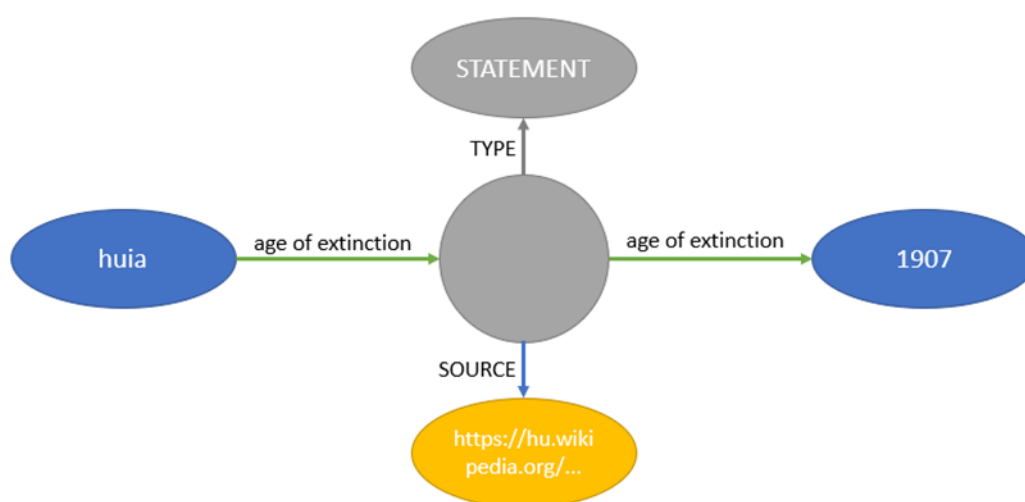 STATEMENT
TYPE
huia
age of extinction
age of extinction
1907
SOURCE
https://hu.wiki
pedia.org/...